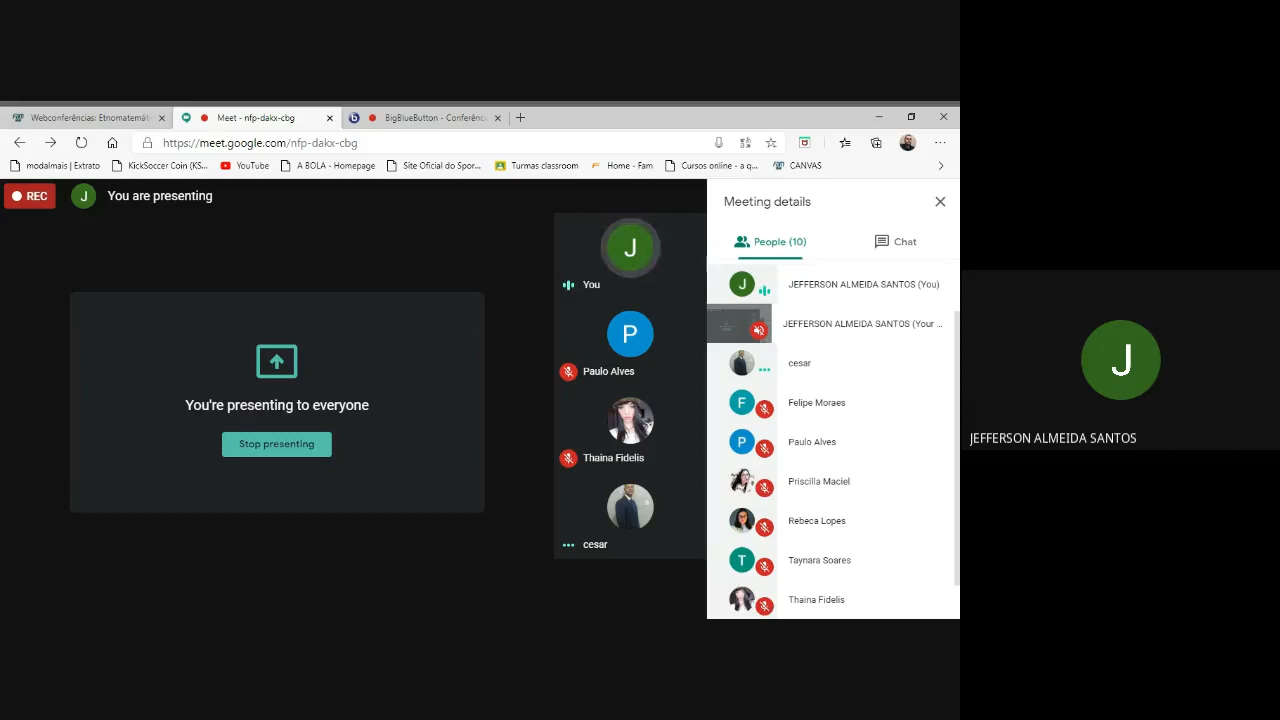 Webconferências: Etnomatemáti
Meet - nfp-dakx-cbg
BigBlueButton - Conferênci
https://meet.google.com/nfp-dakx-cbg
modalmais | Extrato
KickSoccer Coin (KS...
YouTube
A BOLA - Homepage
Site Oficial do Spor...
Turmas classroom
Home - Fam
Cursos online - a q...
CANVAS
REC
J
You are presenting
You're presenting to everyone
Stop presenting
J
You
P
Paulo Alves
Thaina Fidelis
cesar
Meeting details
People (10)
Chat
J
JEFFERSON ALMEIDA SANTOS (You)
JEFFERSON ALMEIDA SANTOS (Your ...
cesar
F
Felipe Moraes
P
Paulo Alves
Priscilla Maciel
Rebeca Lopes
T
Taynara Soares
Thaina Fidelis
J
JEFFERSON ALMEIDA SANTOS